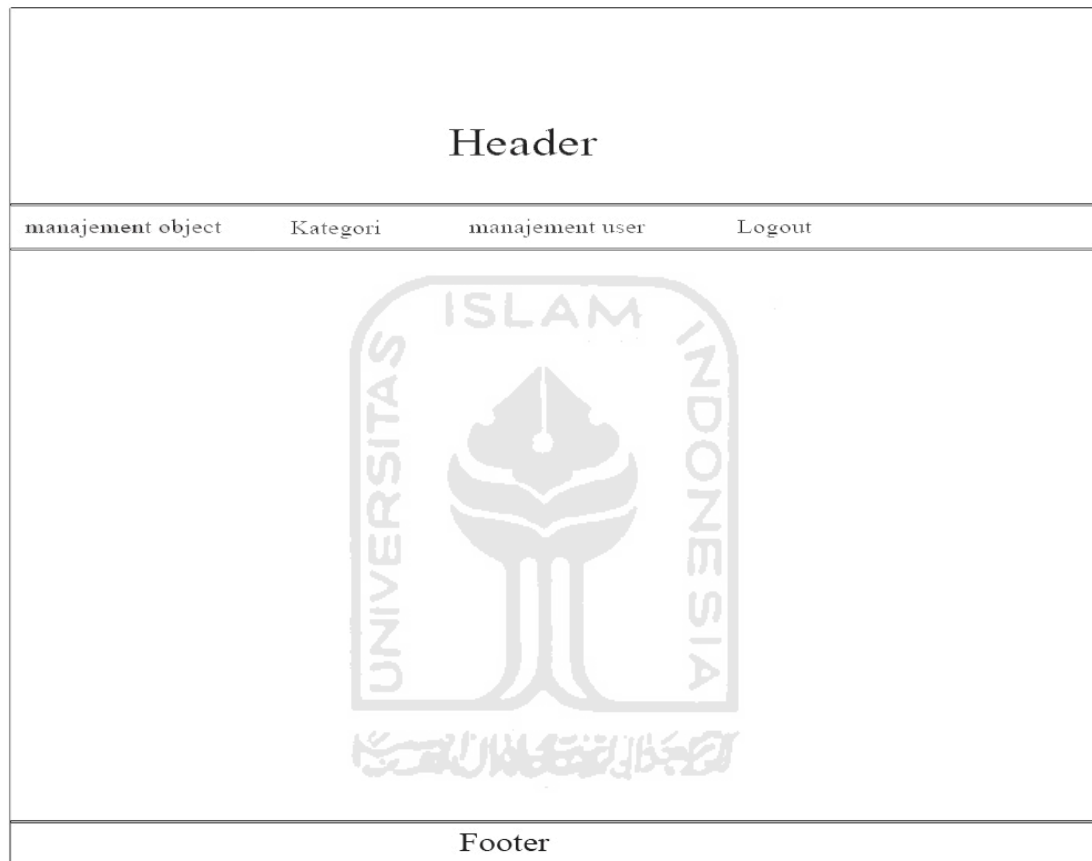 Header
manajement object Kategori manajement user Logout
ISLAM
UNIVERSITAS
INDONESIA
Footer